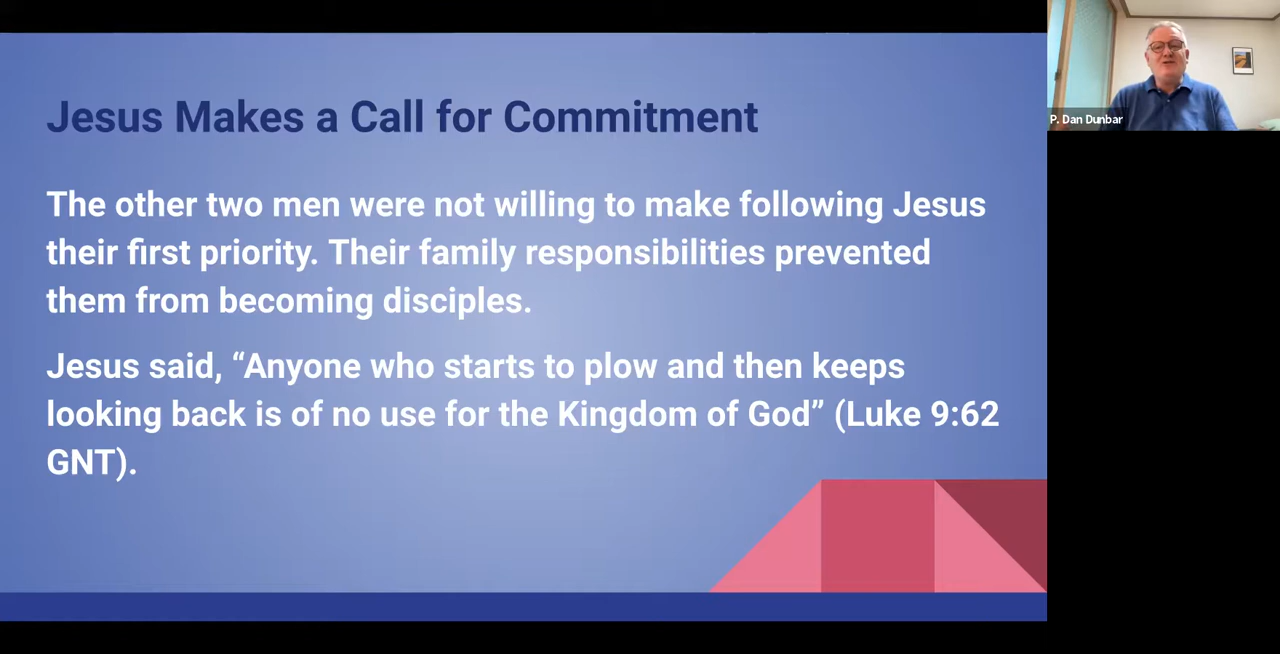 Jesus Makes a Call for Commitment
The other two men were not willing to make following Jesus
their first priority. Their family responsibilities prevented
them from becoming disciples.
Jesus said, “Anyone who starts to plow and then keeps
looking back is of no use for the Kingdom of God” (Luke 9:62
GNT).
P. Dan Dunbar